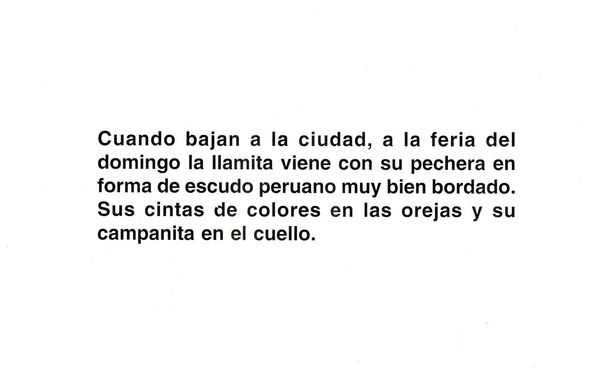 Cuando bajan a la ciudad, a la feria del
domingo la llamita viene con su pechera en
forma de escudo peruano muy bien bordado.
Sus cintas de colores en las orejas y su
campanita en el cuello.